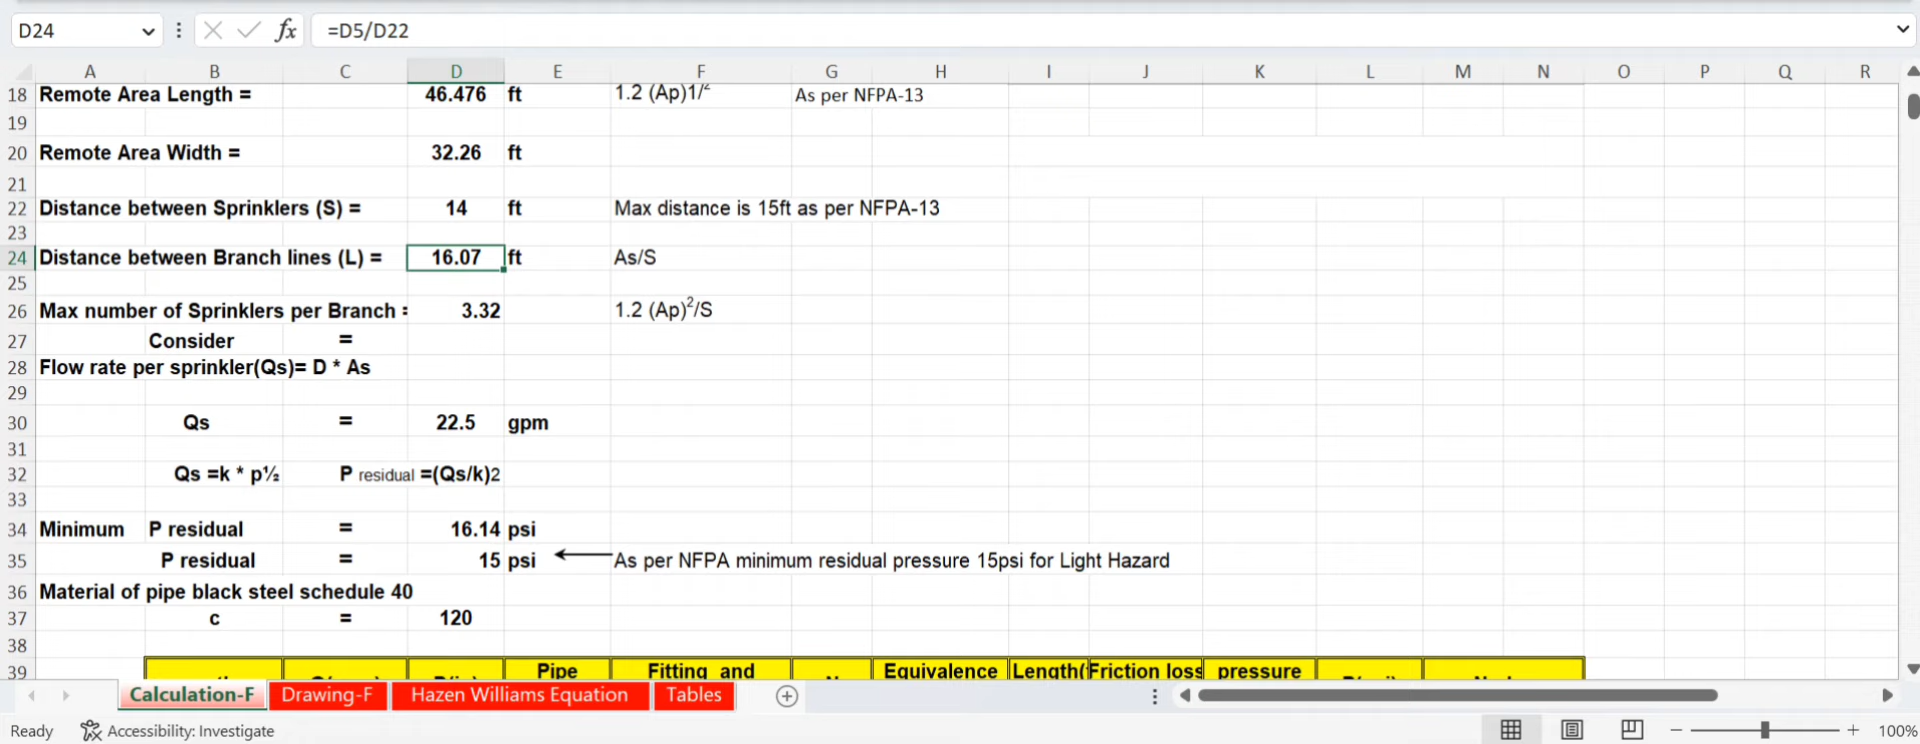 D24 fx =D5/D22
A B C D E F G H I J K L M N O P Q R
18 Remote Area Length = 46.476 ft 1.2 (Ap)1/2 As per NFPA-13
19
20 Remote Area Width = 32.26 ft
21
22 Distance between Sprinklers (S) = 14 ft Max distance is 15ft as per NFPA-13
23
24 Distance between Branch lines (L) = 16.07 ft As/S
25
26 Max number of Sprinklers per Branch = 3.32 1.2 (Ap)²/S
27 Consider =
28 Flow rate per sprinkler(Qs)= D * As
29
30 Qs = 22.5 gpm
31
32 Qs =k * p½ P residual =(Qs/k)2
33
34 Minimum P residual = 16.14 psi
35 P residual = 15 psi As per NFPA minimum residual pressure 15psi for Light Hazard
36 Material of pipe black steel schedule 40
37 c = 120
38
39 Pipe Fitting and Equivalence Length( Friction loss pressure
Calculation-F Drawing-F Hazen Williams Equation Tables
Ready Accessibility: Investigate 100%